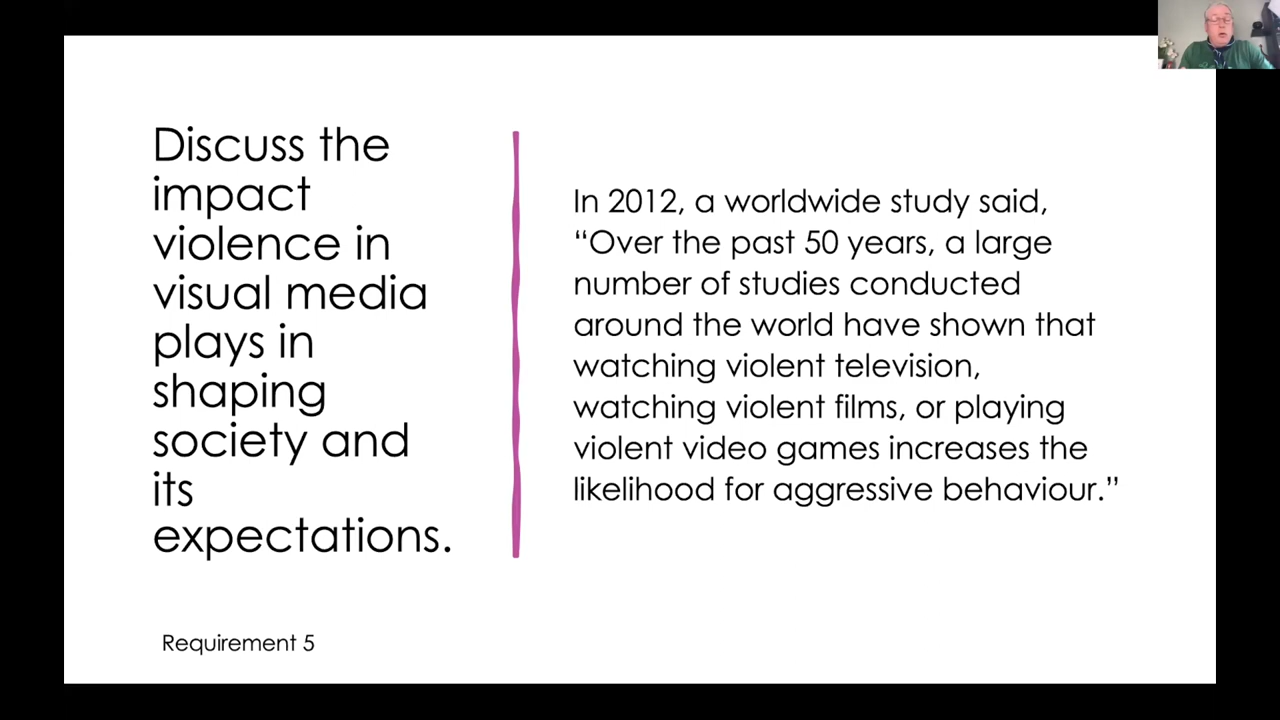 Discuss the
impact
violence in
visual media
plays in
shaping
society and
its
expectations.
In 2012, a worldwide study said,
“Over the past 50 years, a large
number of studies conducted
around the world have shown that
watching violent television,
watching violent films, or playing
violent video games increases the
likelihood for aggressive behaviour.”
Requirement 5